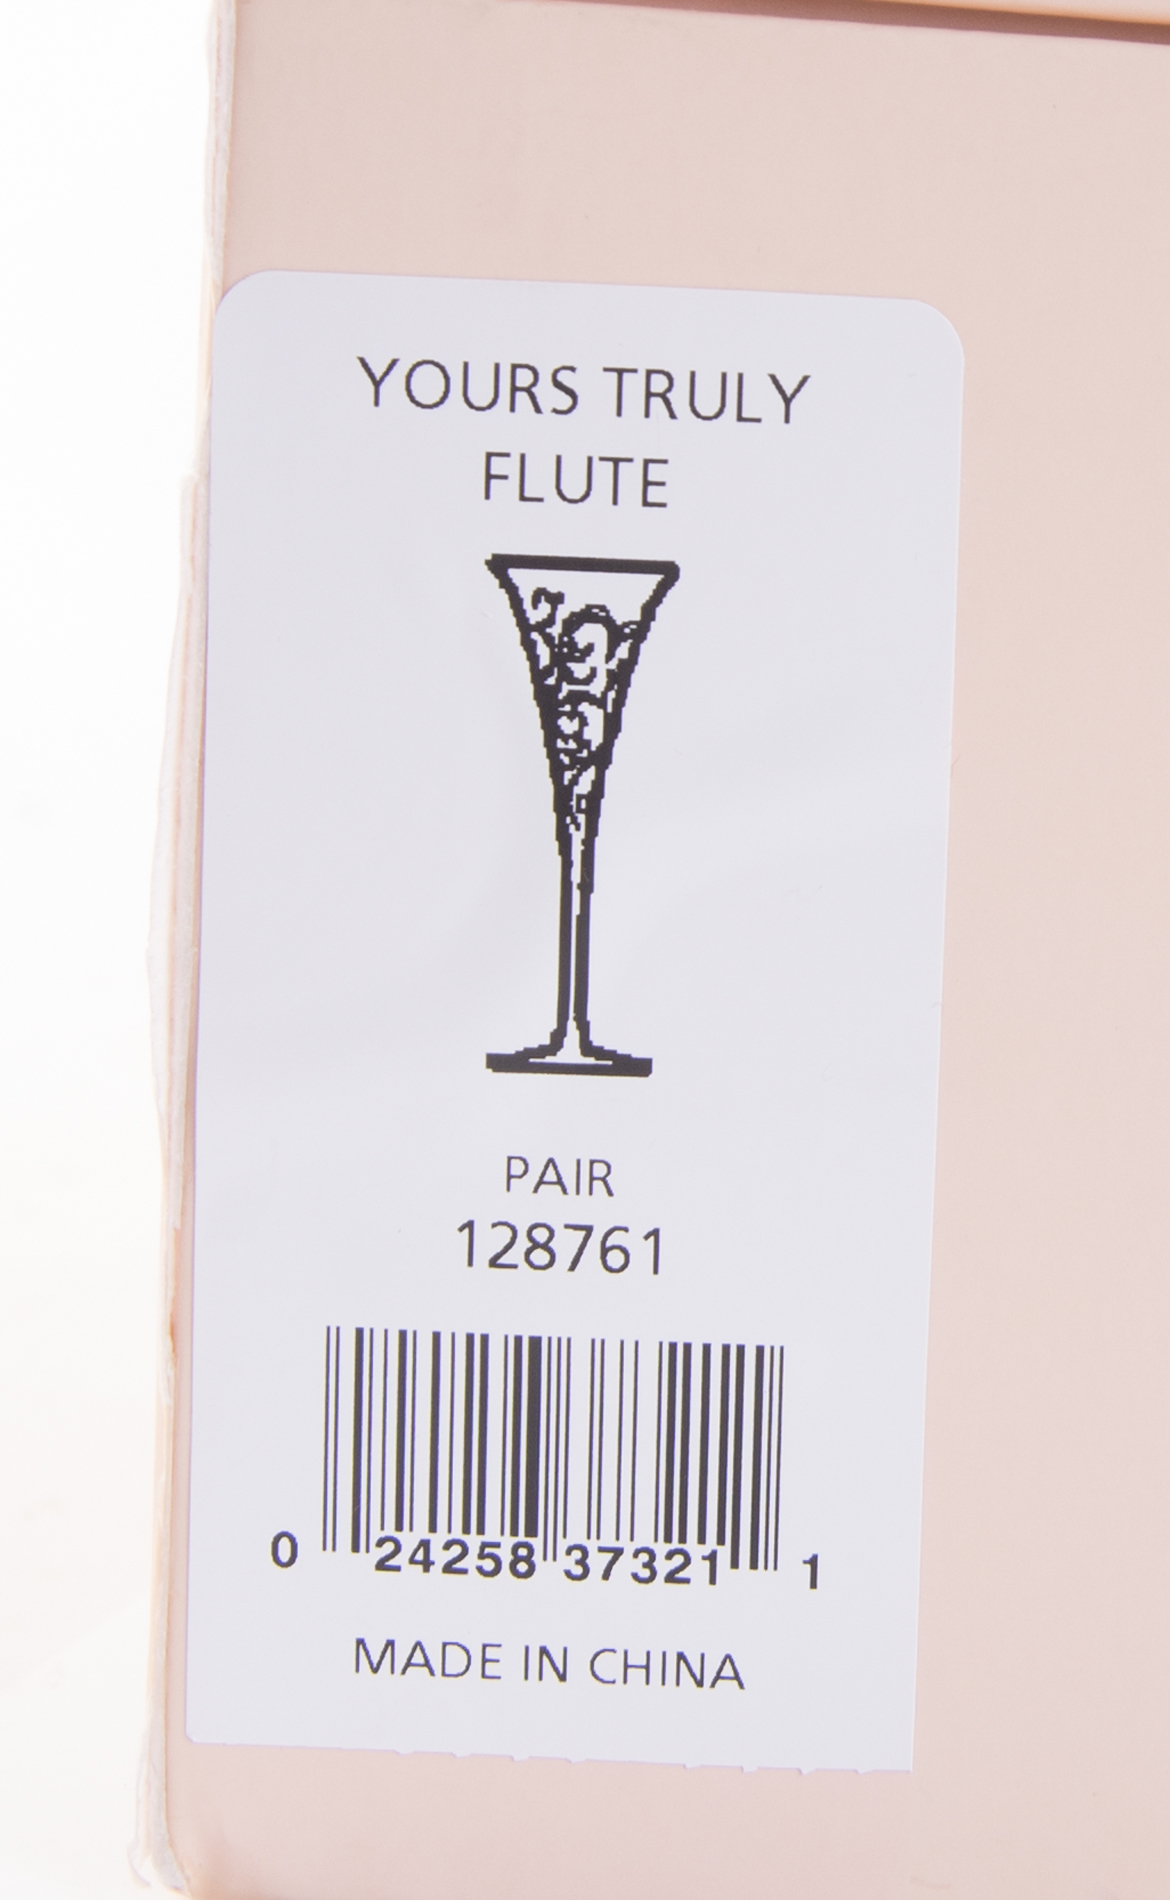 YOURS TRULY
FLUTE
PAIR
128761
0 24258 37321 1
MADE IN CHINA